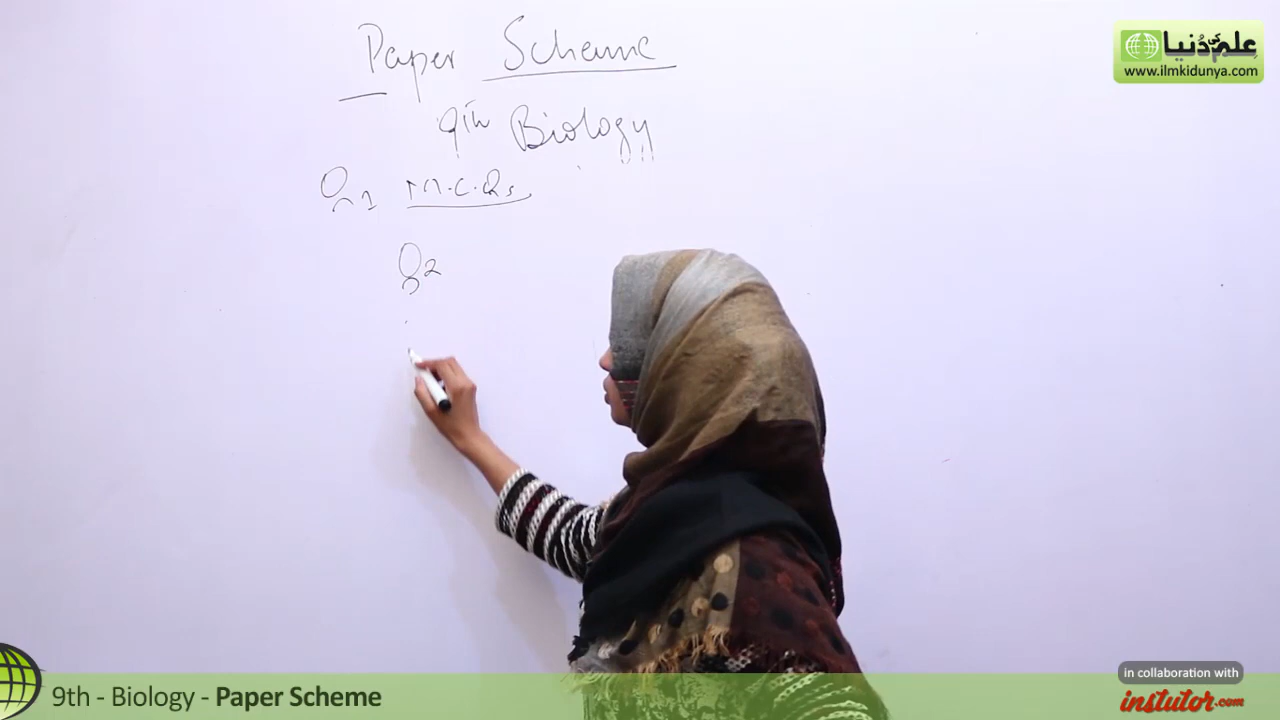 Paper Scheme
9th Biology
Q1 M.C.Qs
Q2
علم کی دُنیا
www.ilmkidunya.com
9th - Biology - Paper Scheme
in collaboration with
instutor.com